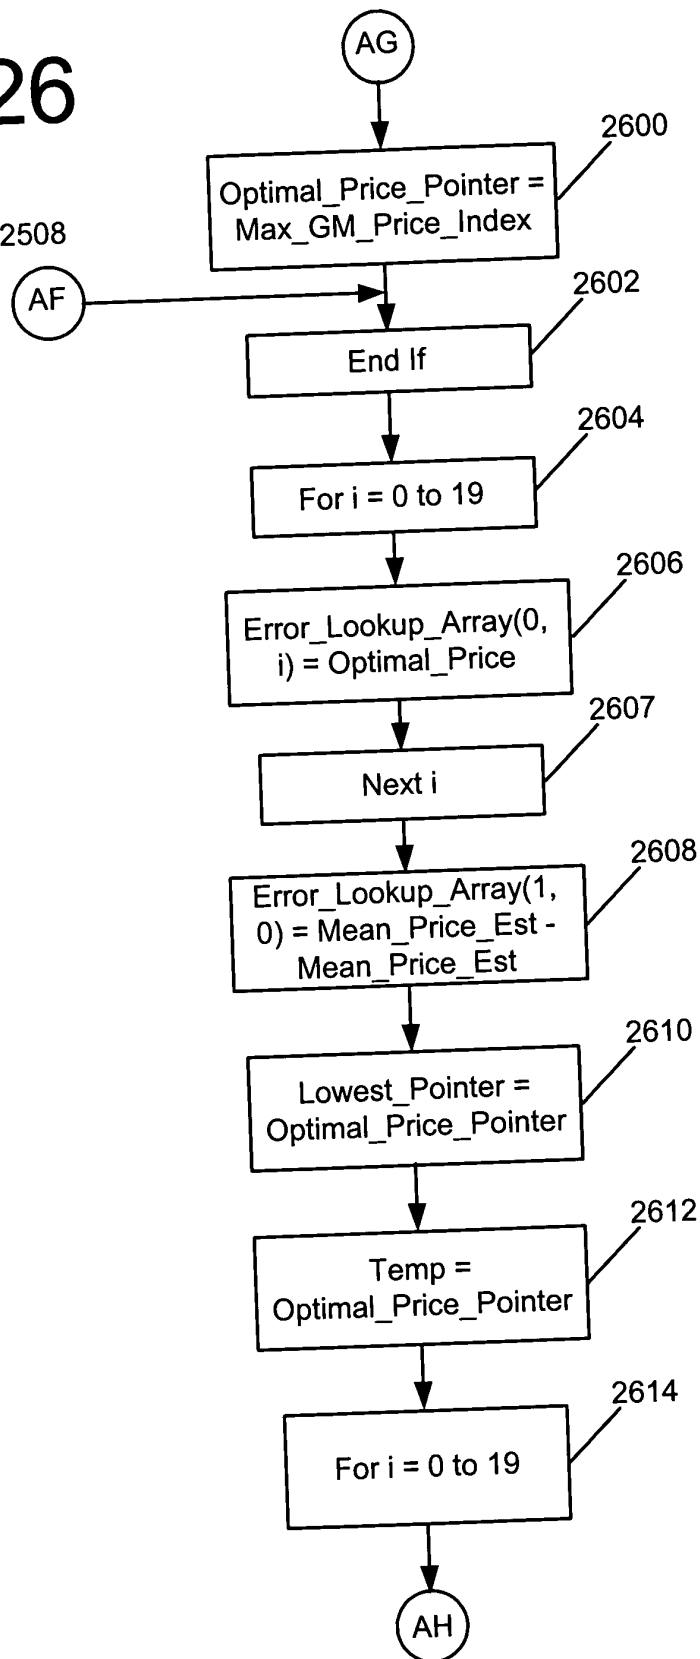 AG
26
2600
Optimal_Price_Pointer =
Max_GM_Price_Index
2508
AF
2602
End If
2604
For i = 0 to 19
2606
Error_Lookup_Array(0,
i) = Optimal_Price
2607
Next i
2608
Error_Lookup_Array(1,
0) = Mean_Price_Est -
Mean_Price_Est
2610
Lowest_Pointer =
Optimal_Price_Pointer
2612
Temp =
Optimal_Price_Pointer
2614
For i = 0 to 19
AH